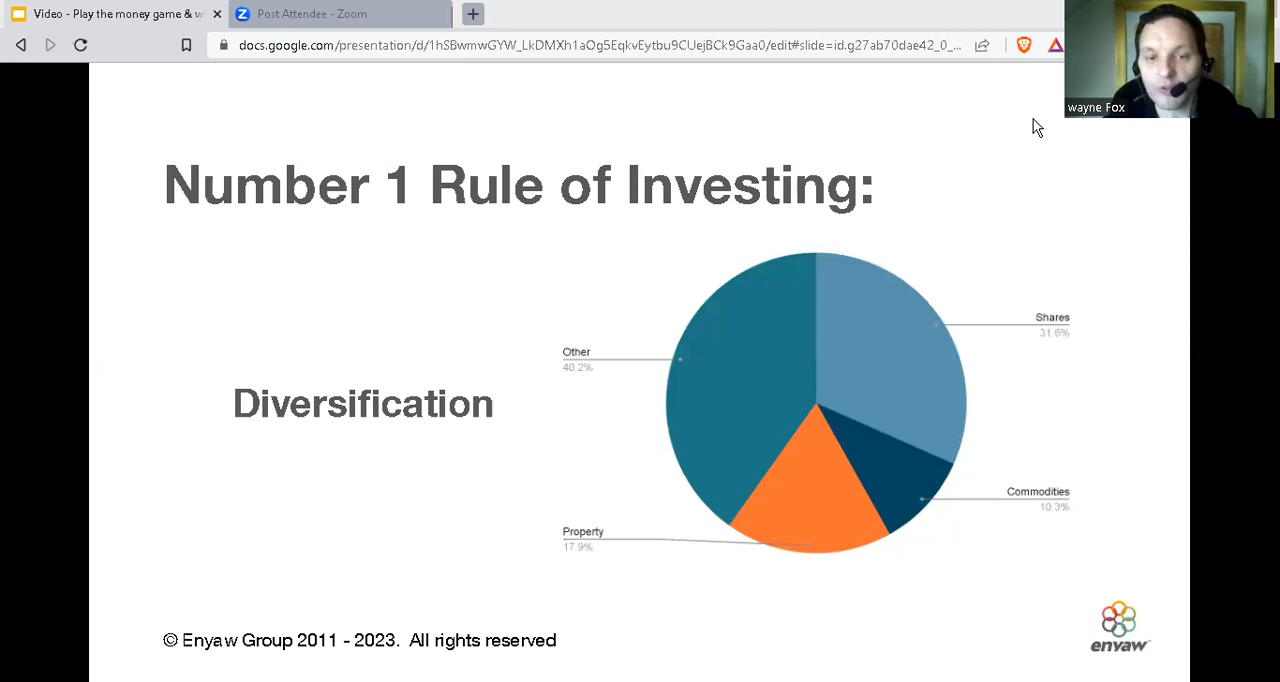 Video - Play the money game & w
Post Attendee - Zoom
docs.google.com/presentation/d/1hSBwmwGYW_LkDMXh1aOg5EqkvEytbu9CUejBCk9Gaa0/edit#slide=id.g27ab70dae42_0_...
wayne Fox
Number 1 Rule of Investing:
Diversification
Shares
31.6%
Other
40.2%
Commodities
10.3%
Property
17.9%
© Enyaw Group 2011 - 2023. All rights reserved
enyaw